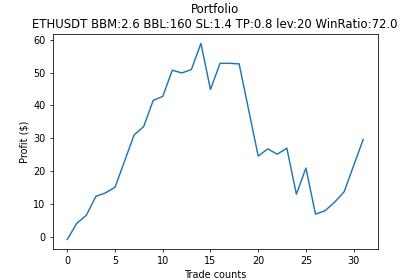 Portfolio
ETHUSDT BBM:2.6 BBL:160 SL:1.4 TP:0.8 lev:20 WinRatio:72.0
60
50
40
30
20
10
0
Profit ($)
0 5 10 15 20 25 30
Trade counts